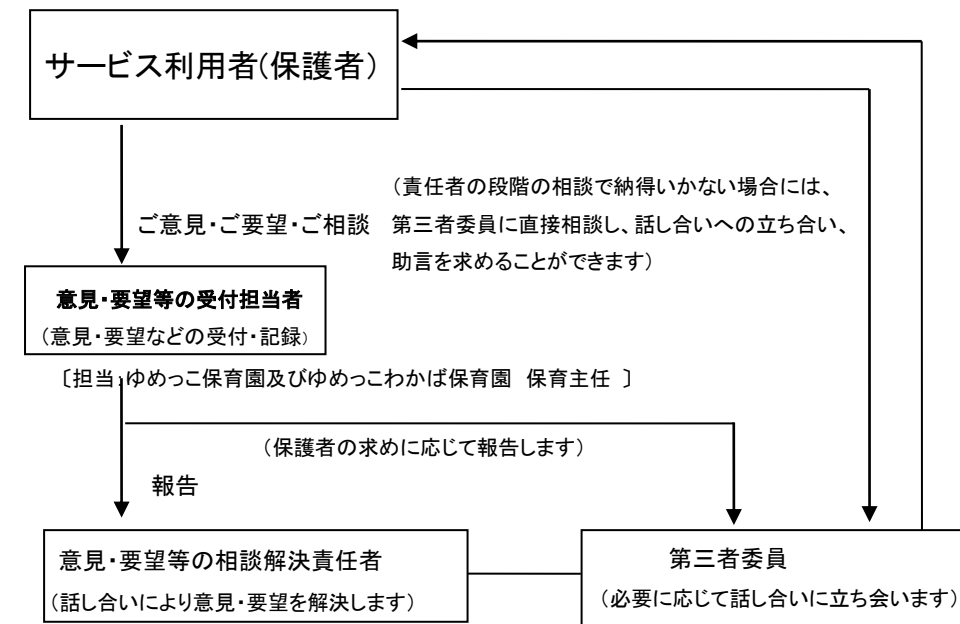 サービス利用者(保護者)
(責任者の段階の相談で納得いかない場合には、
第三者委員に直接相談し、話し合いへの立ち合い、
助言を求めることができます)
ご意見・ご要望・ご相談
意見・要望等の受付担当者
(意見・要望などの受付・記録)
〔担当:ゆめっこ保育園及びゆめっこわかば保育園 保育主任 〕
(保護者の求めに応じて報告します)
報告
意見・要望等の相談解決責任者
(話し合いにより意見・要望を解決します)
第三者委員
(必要に応じて話し合いに立ち会います)